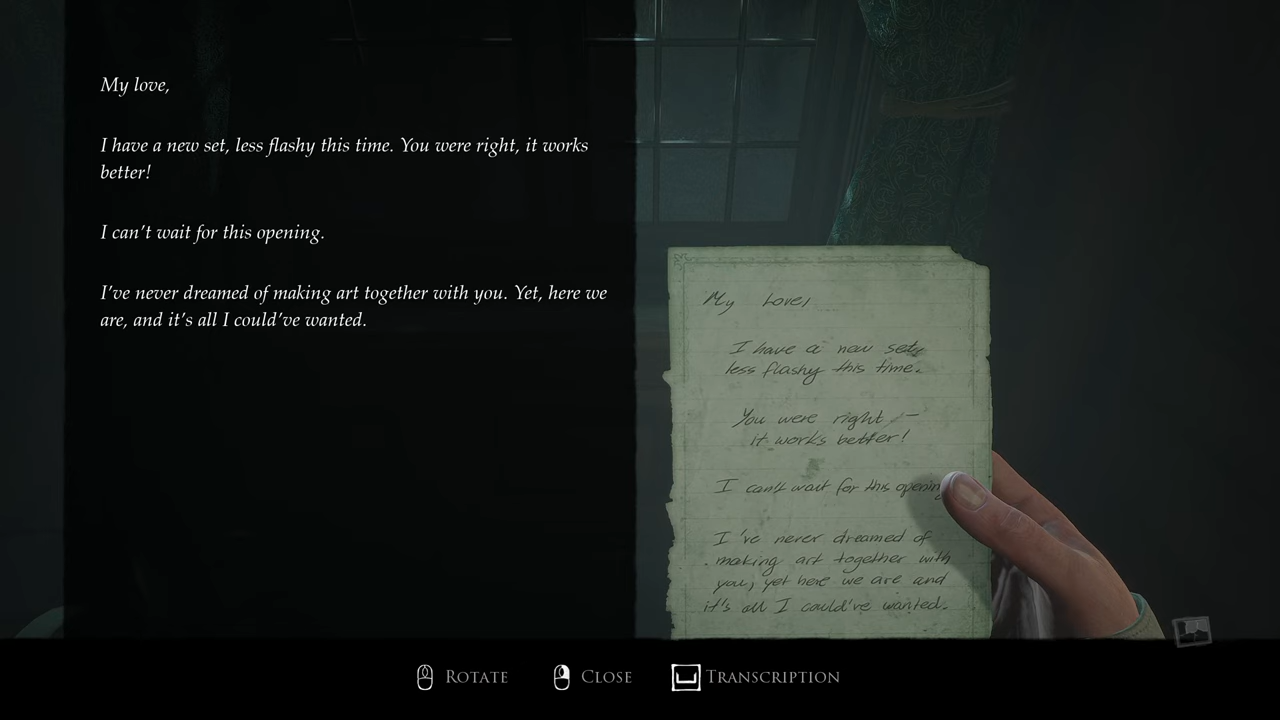 My love,
I have a new set, less flashy this time. You were right, it works
better!
I can't wait for this opening.
I've never dreamed of making art together with you. Yet, here we
are, and it's all I could've wanted.
My love,
I have a new set,
less flashy this time.
You were right –
it works better!
I can't wait for this opening
I've never dreamed of
making art together with
you, yet here we are and
it's all I could've wanted.
ROTATE CLOSE TRANSCRIPTION